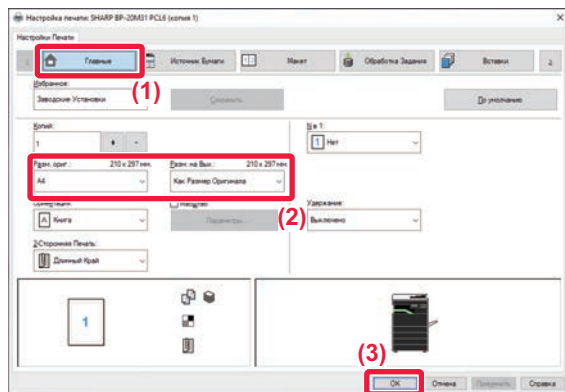 Настройка печати: SHARP BP-20M31 PCL6 (копия 1)
Настройки Печати
Главные
Источник Бумаги
Макет
Обработка Задания
Вставки
(1)
Избранное:
Заводские Установки
Сохранить
По умолчанию
Копий:
1
+ -
N в 1:
1 Нет
Разм. ориг.: 210 x 297 мм.
Разм. на Вых.: 210 x 297 мм.
A4
Как Размер Оригинала
(2)
Ориентация:
A Книга
Масштаб
Параметры...
Удержание:
Выключено
2-Сторонняя Печать:
Длинный Край
1
(3)
OK
Отмена
Применить
Справка